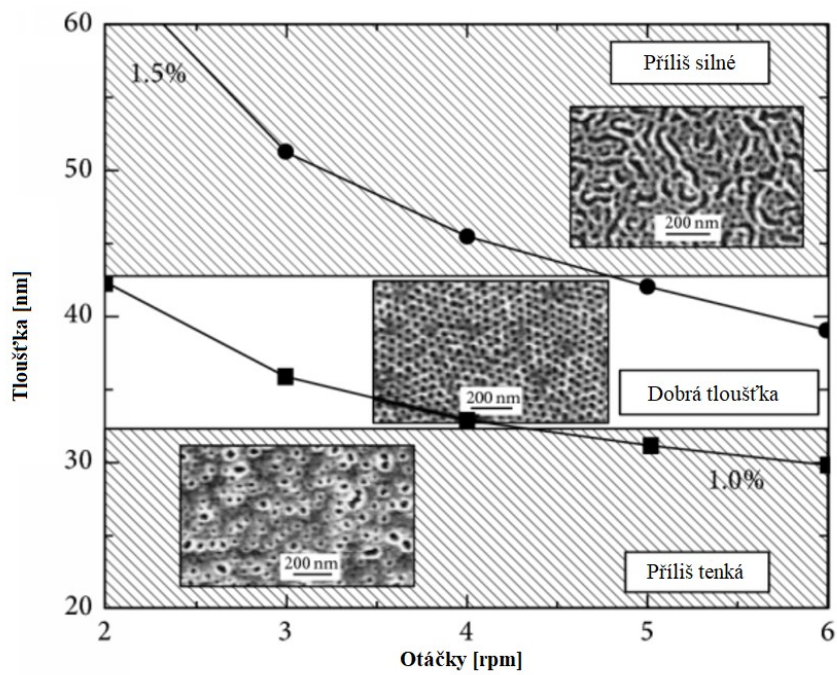 60
50
40
30
20
Tloušťka [nm]
1.5%
Příliš silné
200 nm
200 nm
Dobrá tloušťka
1.0%
200 nm
Příliš tenká
2
3
4
5
6
Otáčky [rpm]